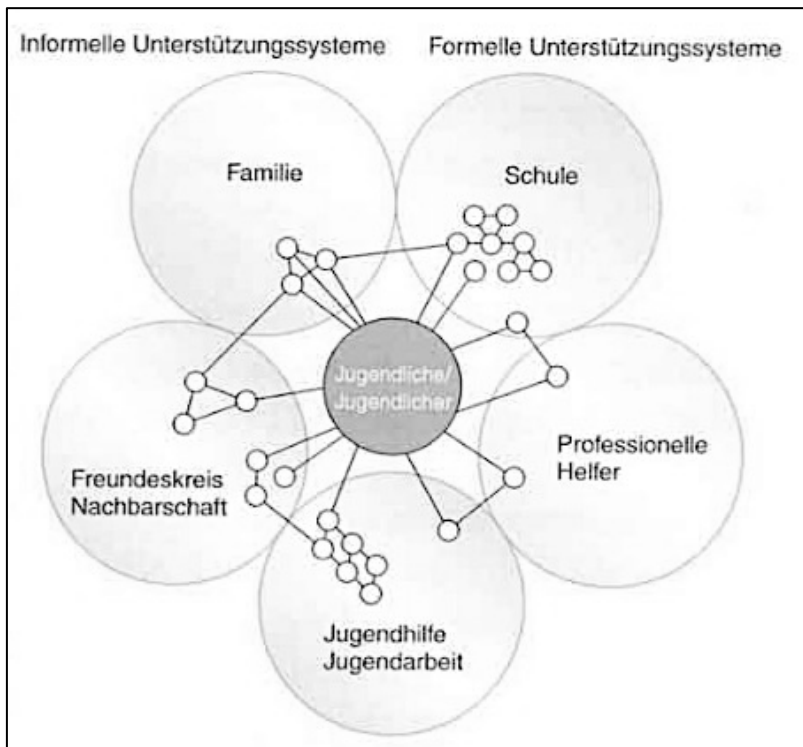 Informelle Unterstützungssysteme
Formelle Unterstützungssysteme
Familie
Schule
Jugendliche/
Jugendlicher
Freundeskreis
Nachbarschaft
Professionelle
Helfer
Jugendhilfe
Jugendarbeit